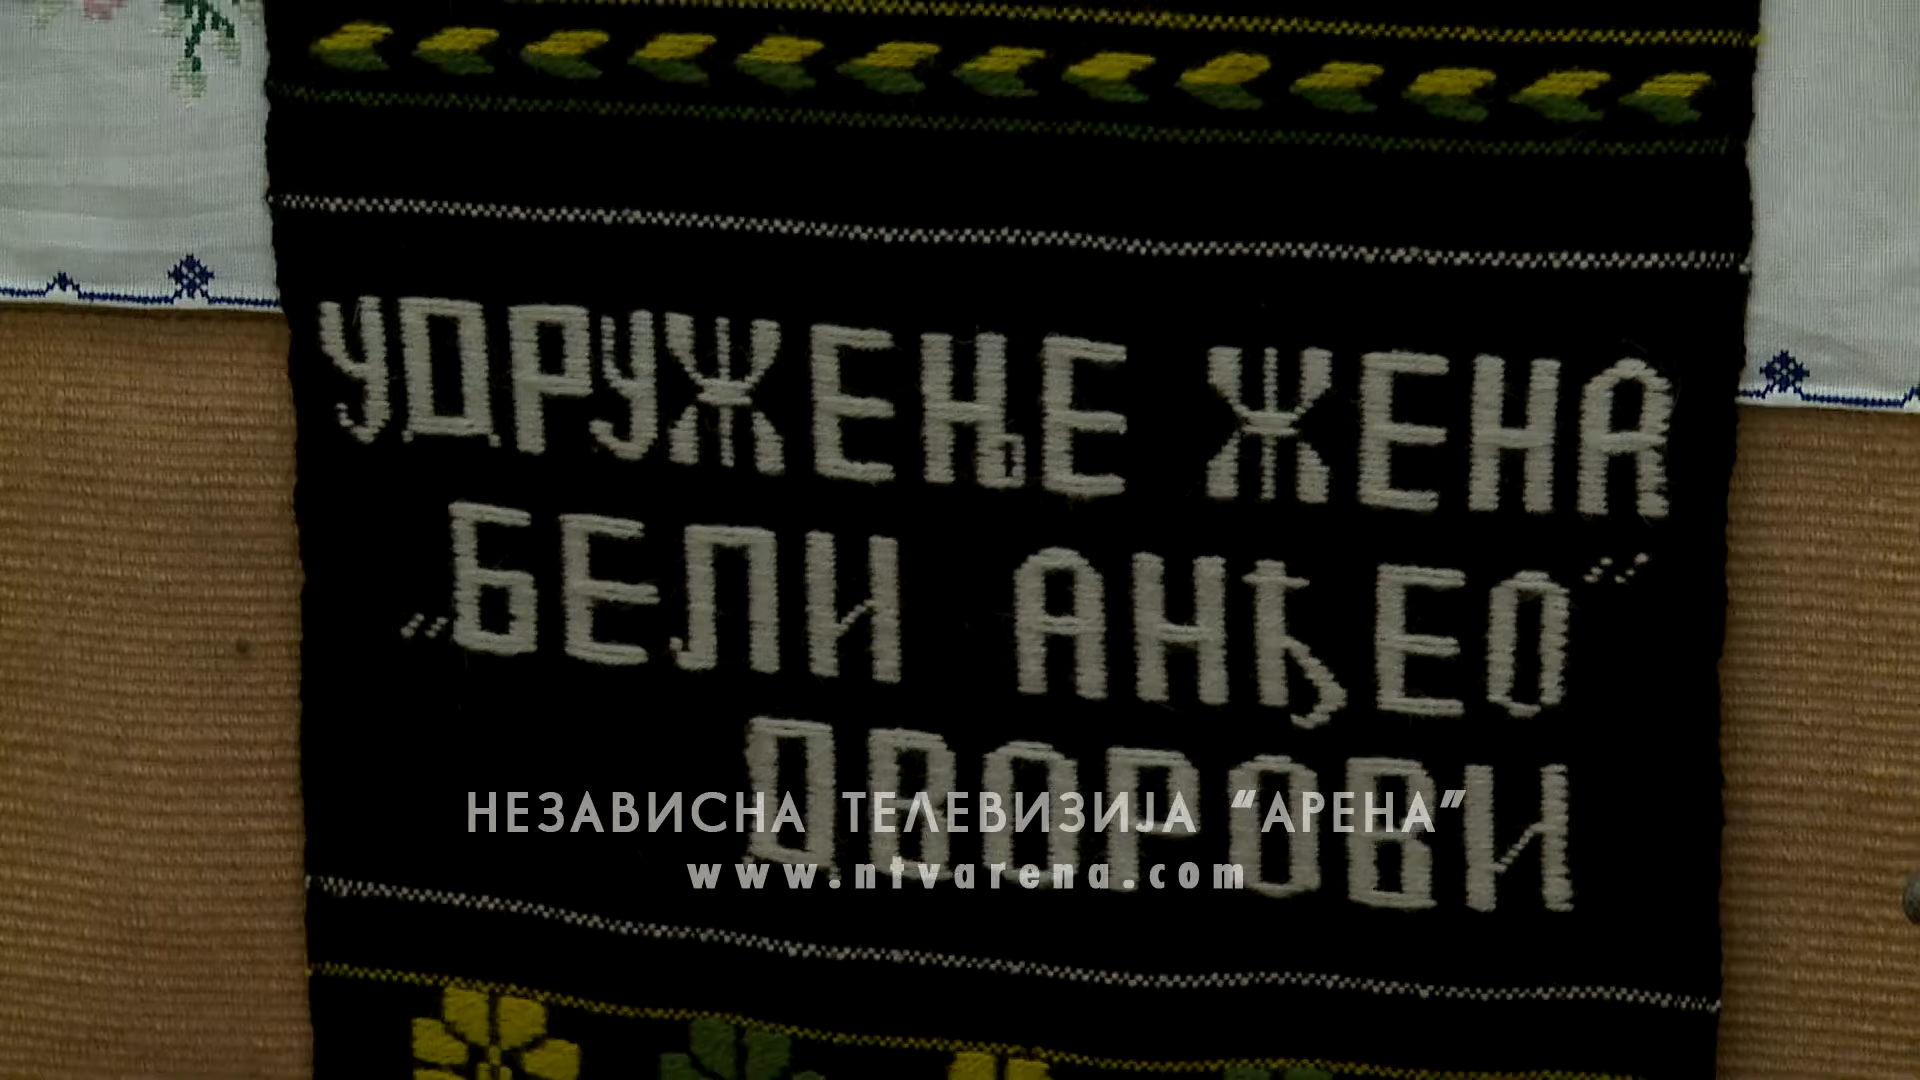 УДРУЖЕЊЕ ЖЕНА
„БЕЛИ АНЂЕО“
ДВОРОВИ
НЕЗАВИСНА ТЕЛЕВИЗИЈА “АРЕНА”
www.ntvarena.com